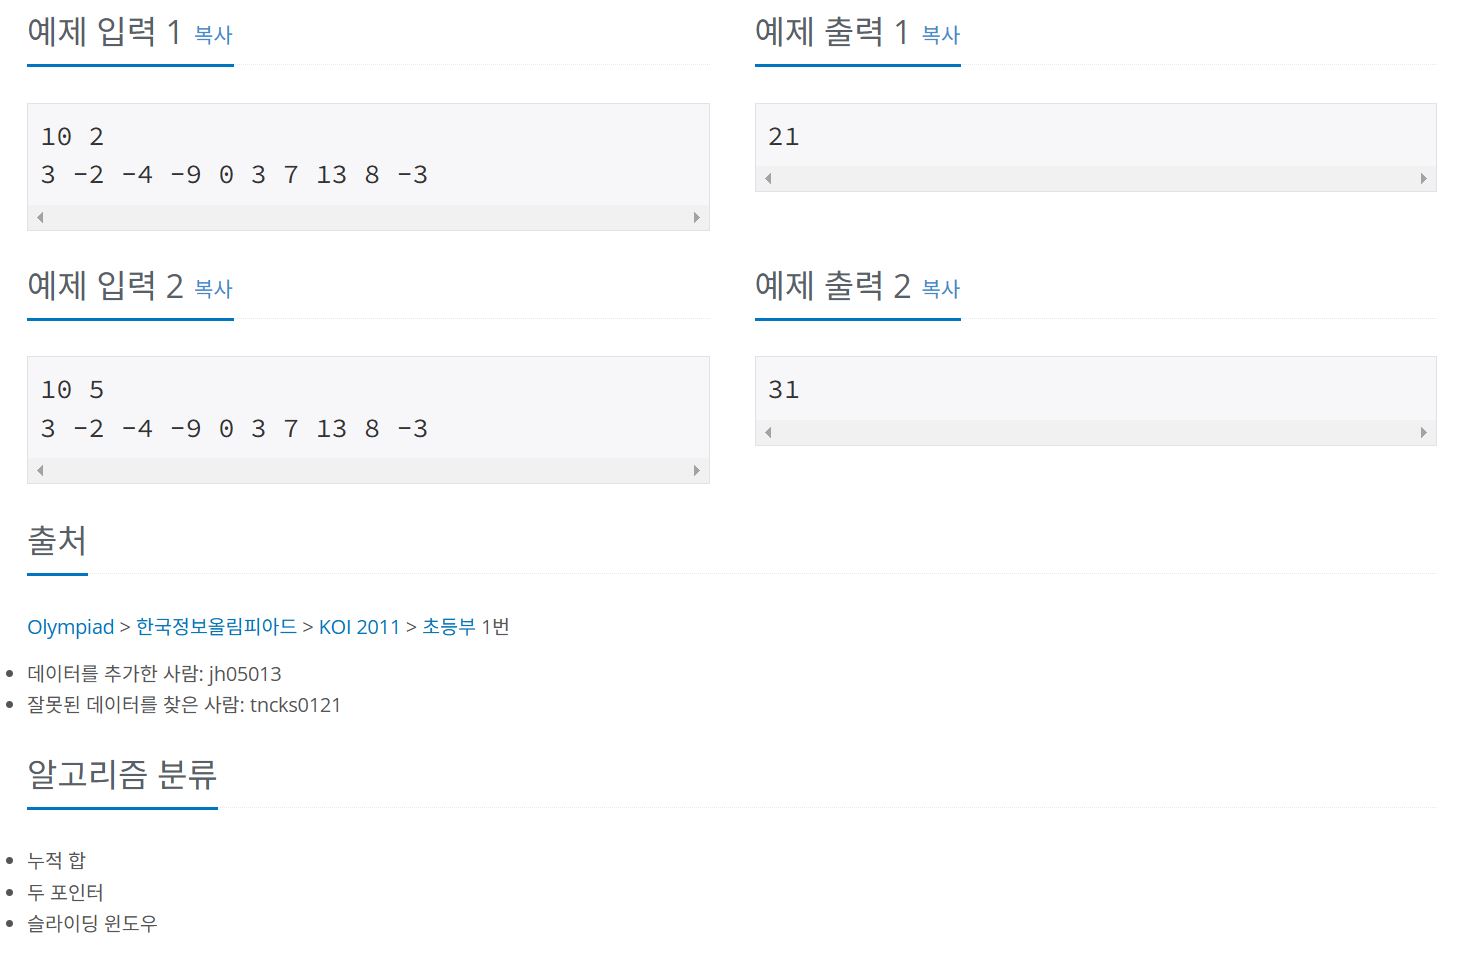 예제 입력 1 복사
10 2
3 -2 -4 -9 0 3 7 13 8 -3
예제 출력 1 복사
21
예제 입력 2 복사
10 5
3 -2 -4 -9 0 3 7 13 8 -3
예제 출력 2 복사
31
출처
Olympiad > 한국정보올림피아드 > KOI 2011 > 초등부 1번
데이터를 추가한 사람: jh05013
잘못된 데이터를 찾은 사람: tncks0121
알고리즘 분류
누적 합
두 포인터
슬라이딩 윈도우